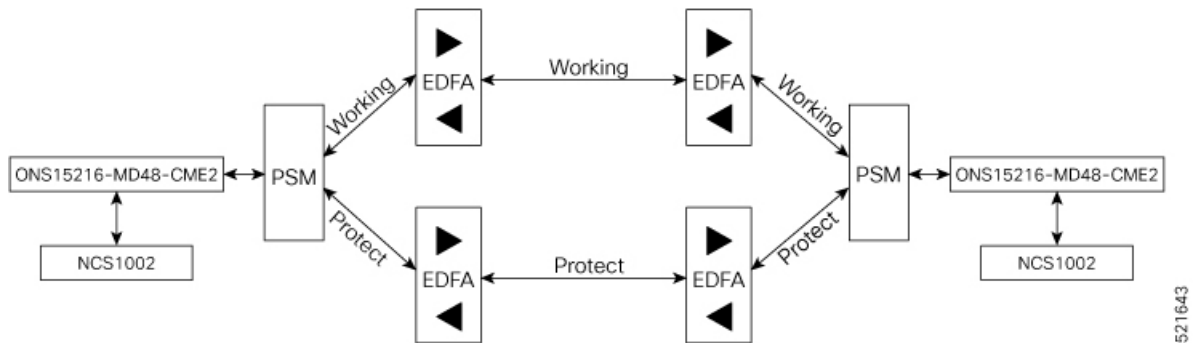 EDFA
Working
EDFA
Working
Working
ONS15216-MD48-CME2
PSM
PSM
ONS15216-MD48-CME2
NCS1002
Protect
EDFA
Protect
EDFA
Protect
NCS1002
521643